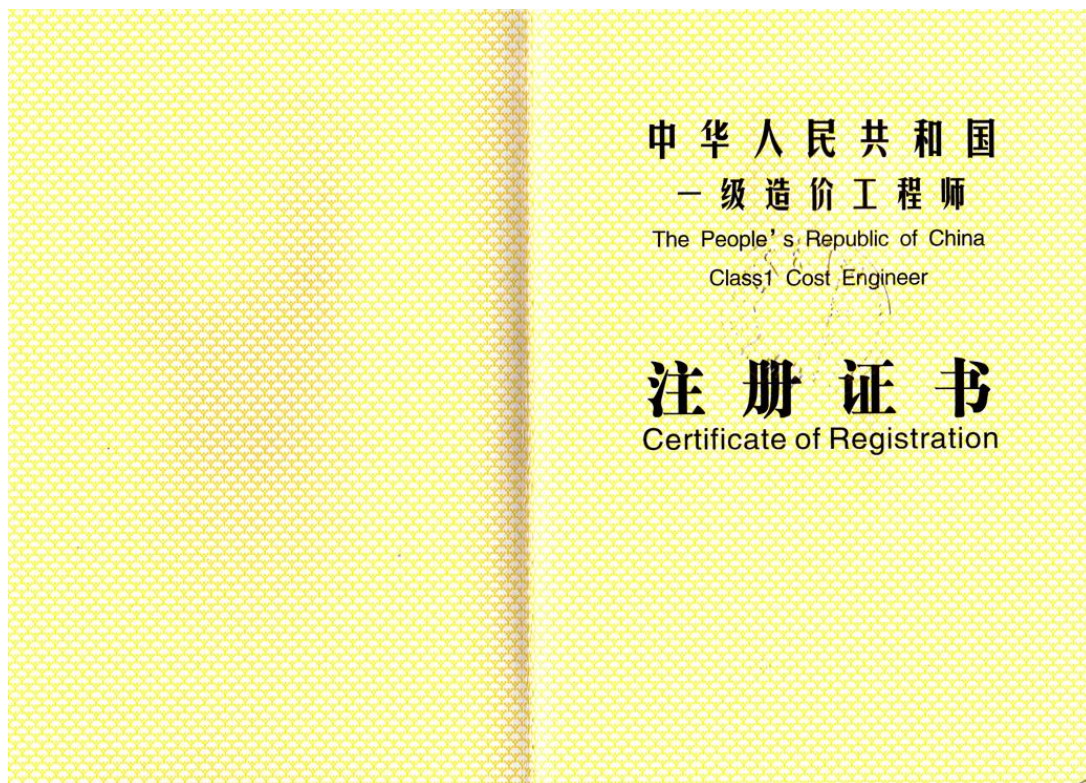 中华人民共和国
一级造价工程师
The People's Republic of China
Class1 Cost Engineer
注册证书
Certificate of Registration